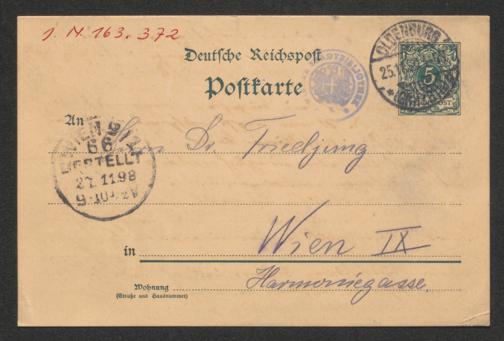 J. N. 163.372
Deutsche Reichspost
Postkarte
OLDENBURG
25.11
5
An
Herrn Dr. Friedjung
WIEN 9/1
66
BESTELLT
27.11.98
in
Wien IX
Harmoniegasse.
Wohnung
(Straße und Hausnummer)